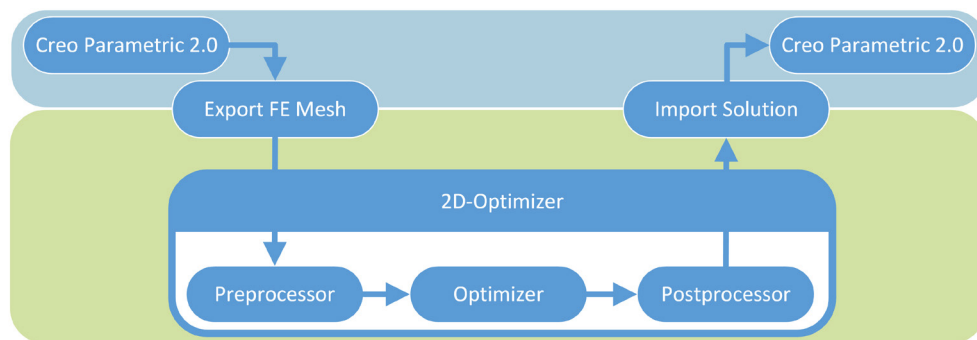 Creo Parametric 2.0
Creo Parametric 2.0
Export FE Mesh
Import Solution
2D-Optimizer
Preprocessor
Optimizer
Postprocessor